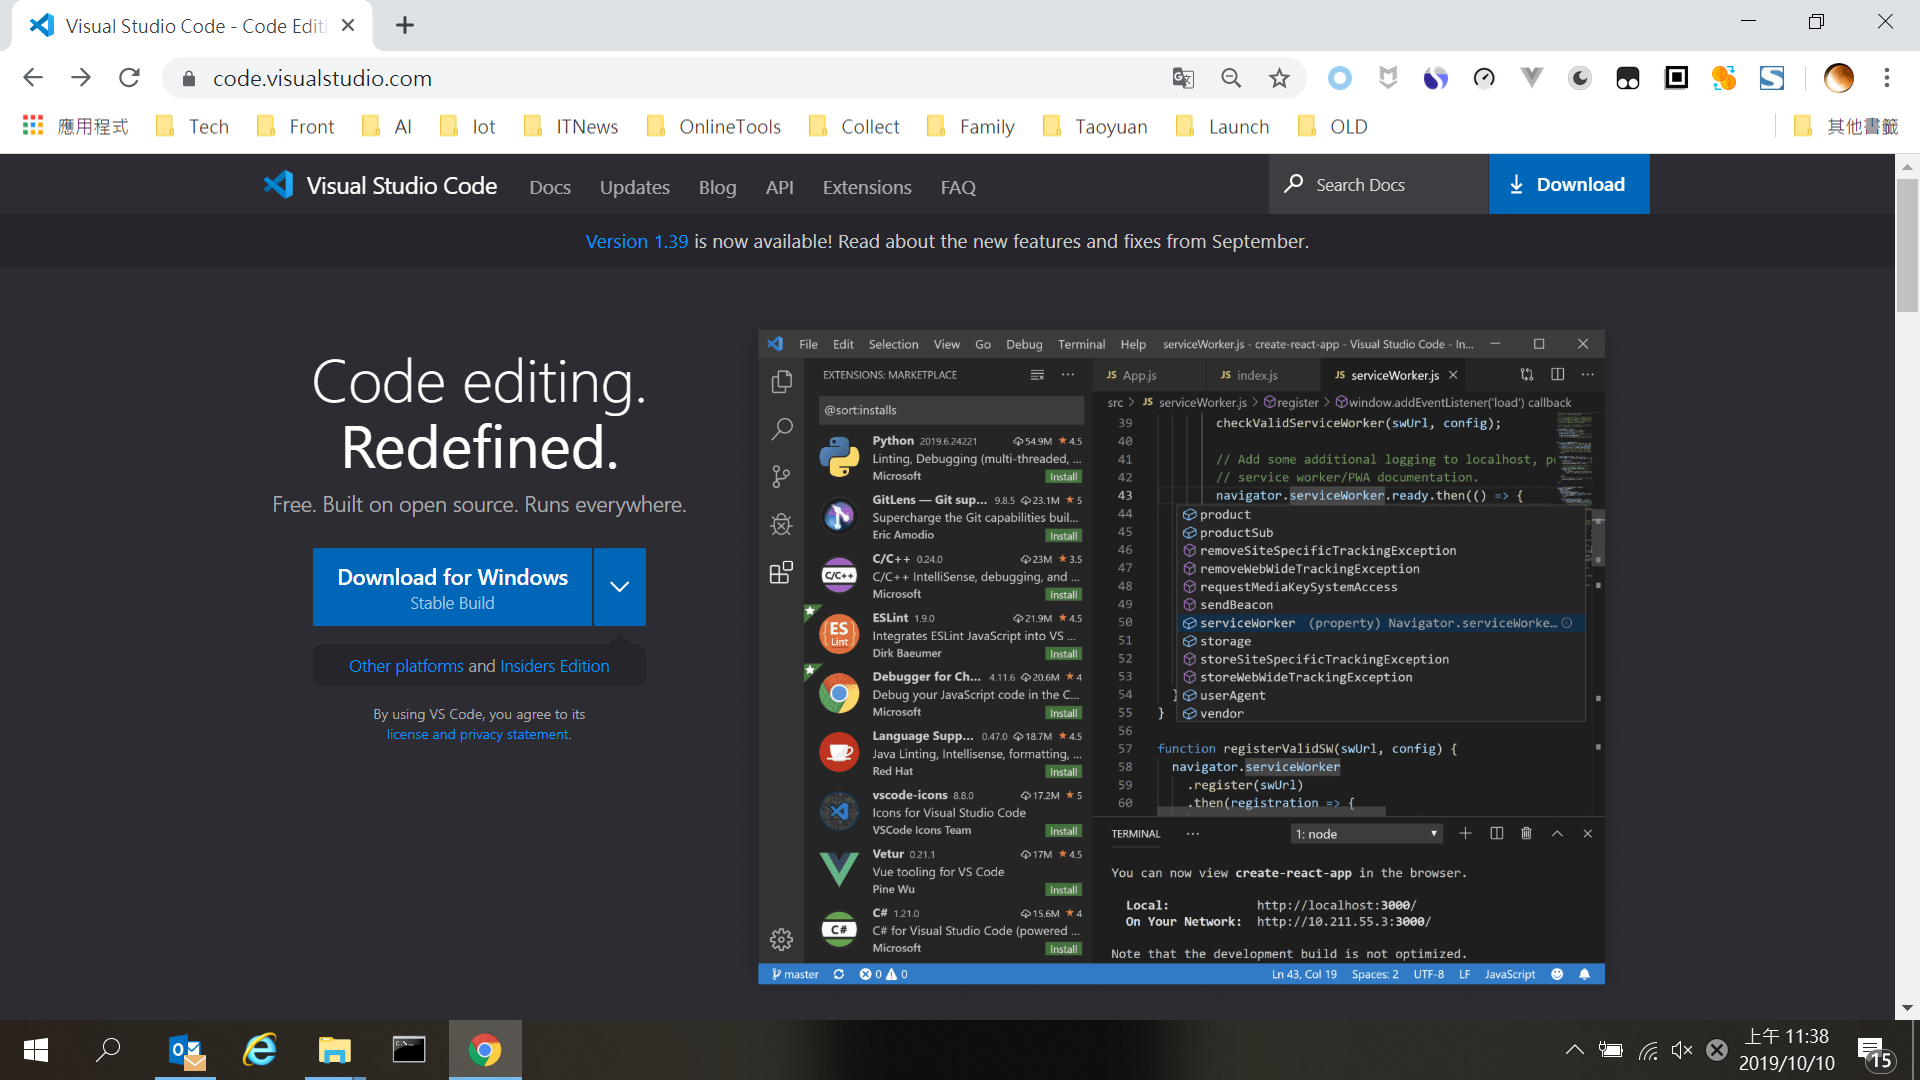 Visual Studio Code - Code Editi
code.visualstudio.com
應用程式
Tech
Front
AI
Iot
ITNews
OnlineTools
Collect
Family
Taoyuan
Launch
OLD
其他書籤
Visual Studio Code
Docs
Updates
Blog
API
Extensions
FAQ
Search Docs
Download
Version 1.39 is now available! Read about the new features and fixes from September.
Code editing.
Redefined.
Free. Built on open source. Runs everywhere.
Download for Windows
Stable Build
Other platforms and Insiders Edition
By using VS Code, you agree to its
license and privacy statement.
File Edit Selection View Go Debug Terminal Help serviceWorker.js - create-react-app - Visual Studio Code - In...
EXTENSIONS: MARKETPLACE
@sort:installs
Python 2019.6.24221 54.9M 4.5
Linting, Debugging (multi-threaded, ...
Microsoft Install
GitLens — Git sup... 9.8.5 23.1M 5
Supercharge the Git capabilities buil...
Eric Amodio Install
C/C++
C/C++ 0.24.0 23M 3.5
C/C++ IntelliSense, debugging, and ...
Microsoft Install
ES
Lint
ESLint 1.9.0 21.9M 4.5
Integrates ESLint JavaScript into VS ...
Dirk Baeumer Install
Debugger for Ch... 4.11.6 20.6M 4
Debug your JavaScript code in the C...
Microsoft Install
Language Supp... 0.47.0 18.7M 4.5
Java Linting, Intellisense, formatting, ...
Red Hat Install
vscode-icons 8.8.0 17.2M 5
Icons for Visual Studio Code
VSCode Icons Team Install
Vetur 0.21.1 17M 4.5
Vue tooling for VS Code
Pine Wu Install
C#
C# 1.21.0 15.6M 4
C# for Visual Studio Code (powered ...
Microsoft Install
JS App.js
JS index.js
JS serviceWorker.js
src > JS serviceWorker.js > register > window.addEventListener('load') callback
39 checkValidServiceWorker(swUrl, config);
40
41 // Add some additional logging to localhost, p
42 // service worker/PWA documentation.
43 navigator.serviceWorker.ready.then(() => {
44 product
45 productSub
46 removeSiteSpecificTrackingException
47 removeWebWideTrackingException
48 requestMediaKeySystemAccess
49 sendBeacon
50 serviceWorker (property) Navigator.serviceWorke...
51 storage
52 storeSiteSpecificTrackingException
53 storeWebWideTrackingException
54 } userAgent
55 } vendor
56
57 function registerValidSW(swUrl, config) {
58 navigator.serviceWorker
59 .register(swUrl)
60 .then(registration => {
TERMINAL ... 1: node
You can now view create-react-app in the browser.
Local: http://localhost:3000/
On Your Network: http://10.211.55.3:3000/
Note that the development build is not optimized.
master 0 0 Ln 43, Col 19 Spaces: 2 UTF-8 LF JavaScript
上午 11:38
2019/10/10
15